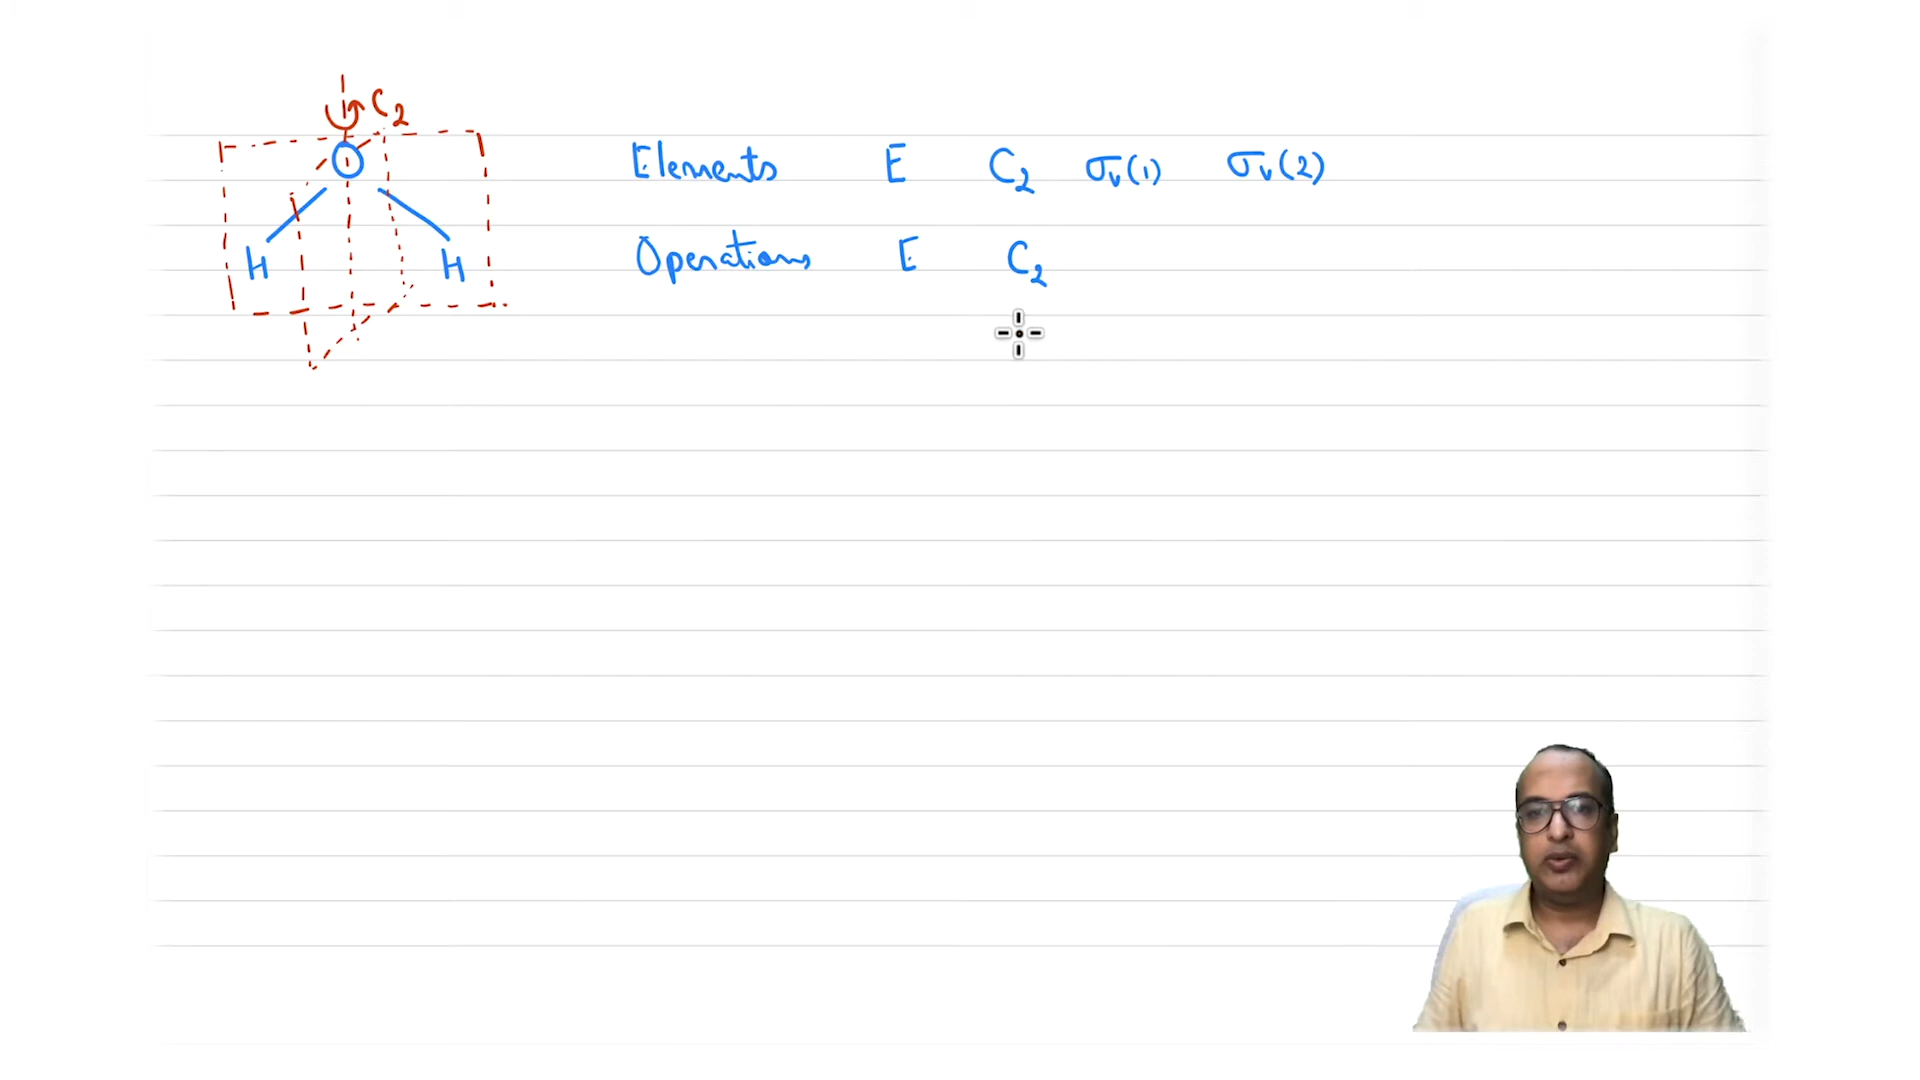 C₂
O
H H
Elements E C₂ σᵥ(1) σᵥ(2)
Operations E C₂